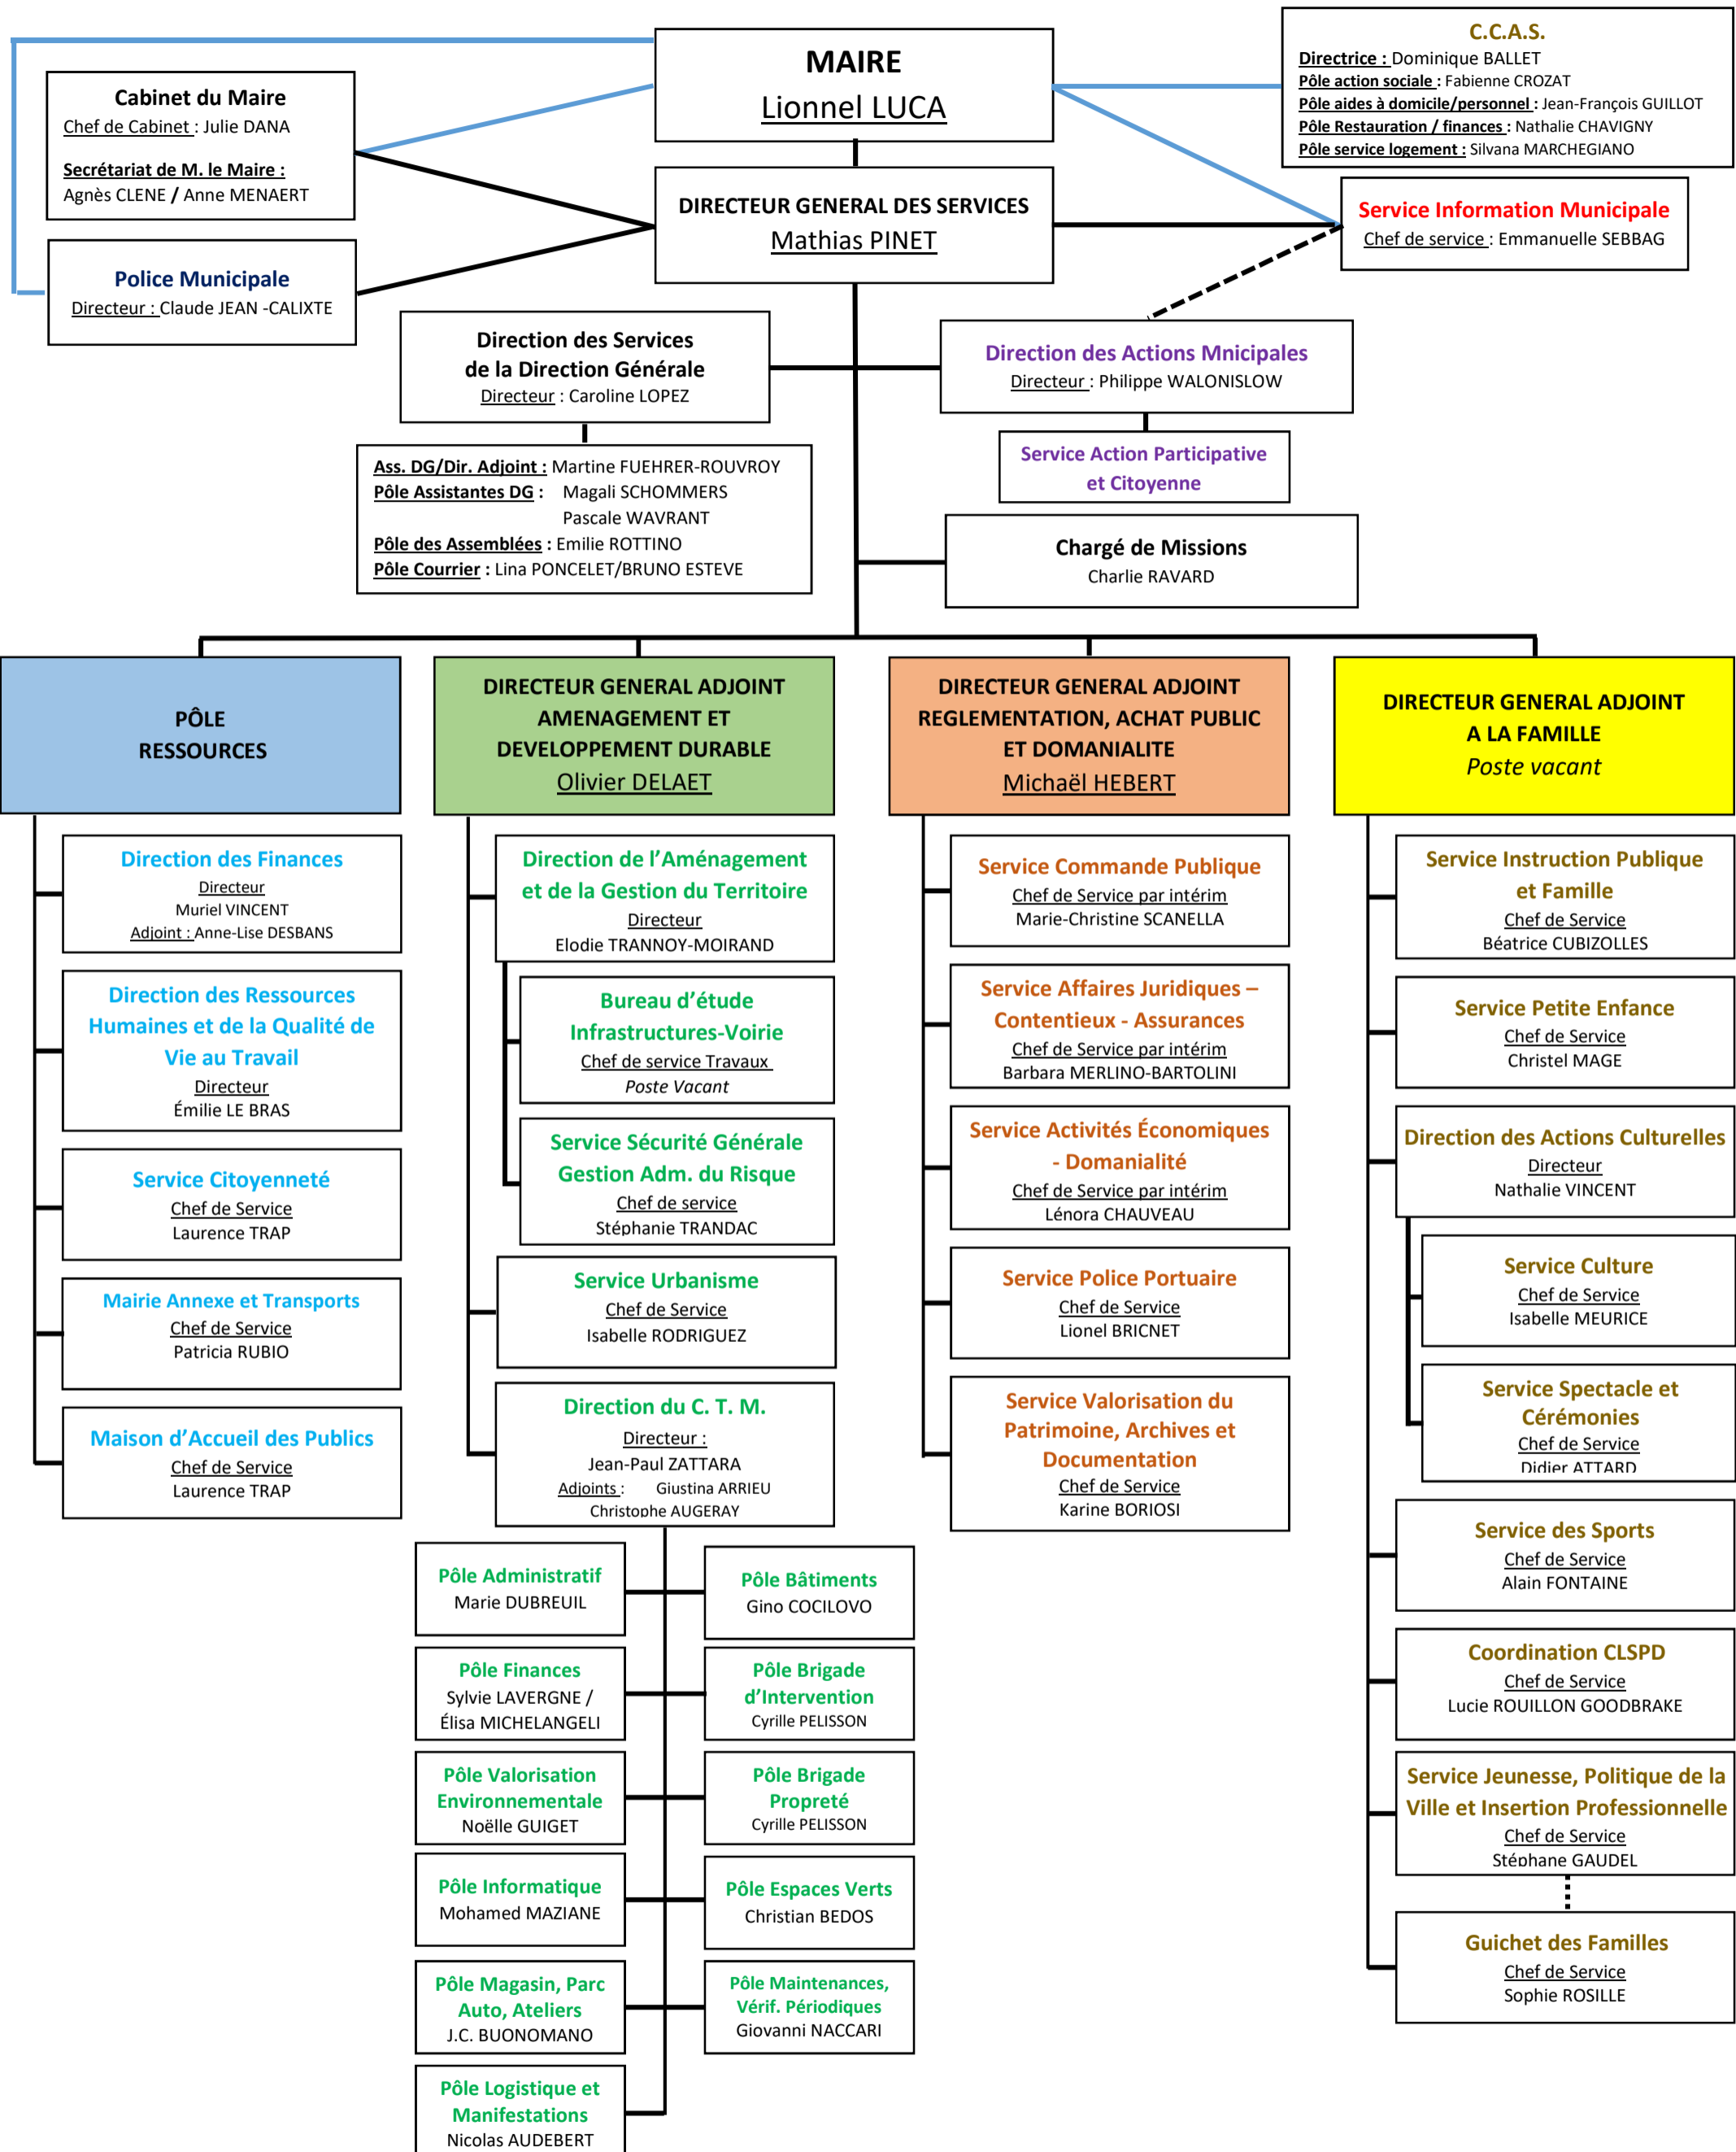 MAIRE
Lionnel LUCA
Cabinet du Maire
Chef de Cabinet : Julie DANA
Secrétariat de M. le Maire :
Agnès CLENE / Anne MENAERT
C.C.A.S.
Directrice : Dominique BALLET
Pôle action sociale : Fabienne CROZAT
Pôle aides à domicile/personnel : Jean-François GUILLOT
Pôle Restauration / finances : Nathalie CHAVIGNY
Pôle service logement : Silvana MARCHEGIANO
DIRECTEUR GENERAL DES SERVICES
Mathias PINET
Service Information Municipale
Chef de service : Emmanuelle SEBBAG
Police Municipale
Directeur : Claude JEAN -CALIXTE
Direction des Services
de la Direction Générale
Directeur : Caroline LOPEZ
Direction des Actions Mnicipales
Directeur : Philippe WALONISLOW
Ass. DG/Dir. Adjoint : Martine FUEHRER-ROUVROY
Pôle Assistantes DG : Magali SCHOMMERS
Pascale WAVRANT
Pôle des Assemblées : Emilie ROTTINO
Pôle Courrier : Lina PONCELET/BRUNO ESTEVE
Service Action Participative
et Citoyenne
Chargé de Missions
Charlie RAVARD
PÔLE
RESSOURCES
Direction des Finances
Directeur
Muriel VINCENT
Adjoint : Anne-Lise DESBANS
Direction des Ressources
Humaines et de la Qualité de
Vie au Travail
Directeur
Émilie LE BRAS
Service Citoyenneté
Chef de Service
Laurence TRAP
Mairie Annexe et Transports
Chef de Service
Patricia RUBIO
Maison d’Accueil des Publics
Chef de Service
Laurence TRAP
DIRECTEUR GENERAL ADJOINT
AMENAGEMENT ET
DEVELOPPEMENT DURABLE
Olivier DELAET
Direction de l’Aménagement
et de la Gestion du Territoire
Directeur
Elodie TRANNOY-MOIRAND
Bureau d’étude
Infrastructures-Voirie
Chef de service Travaux
Poste Vacant
Service Sécurité Générale
Gestion Adm. du Risque
Chef de service
Stéphanie TRANDAC
Service Urbanisme
Chef de Service
Isabelle RODRIGUEZ
Direction du C. T. M.
Directeur :
Jean-Paul ZATTARA
Adjoints : Giustina ARRIEU
Christophe AUGERAY
Pôle Administratif
Marie DUBREUIL
Pôle Bâtiments
Gino COCILOVO
Pôle Finances
Sylvie LAVERGNE /
Élisa MICHELANGELI
Pôle Brigade
d’Intervention
Cyrille PELISSON
Pôle Valorisation
Environnementale
Noëlle GUIGET
Pôle Brigade
Propreté
Cyrille PELISSON
Pôle Informatique
Mohamed MAZIANE
Pôle Espaces Verts
Christian BEDOS
Pôle Magasin, Parc
Auto, Ateliers
J.C. BUONOMANO
Pôle Maintenances,
Vérif. Périodiques
Giovanni NACCARI
Pôle Logistique et
Manifestations
Nicolas AUDEBERT
DIRECTEUR GENERAL ADJOINT
REGLEMENTATION, ACHAT PUBLIC
ET DOMANIALITE
Michaël HEBERT
Service Commande Publique
Chef de Service par intérim
Marie-Christine SCANELLA
Service Affaires Juridiques –
Contentieux - Assurances
Chef de Service par intérim
Barbara MERLINO-BARTOLINI
Service Activités Économiques
- Domanialité
Chef de Service par intérim
Lénora CHAUVEAU
Service Police Portuaire
Chef de Service
Lionel BRICNET
Service Valorisation du
Patrimoine, Archives et
Documentation
Chef de Service
Karine BORIOSI
DIRECTEUR GENERAL ADJOINT
A LA FAMILLE
Poste vacant
Service Instruction Publique
et Famille
Chef de Service
Béatrice CUBIZOLLES
Service Petite Enfance
Chef de Service
Christel MAGE
Direction des Actions Culturelles
Directeur
Nathalie VINCENT
Service Culture
Chef de Service
Isabelle MEURICE
Service Spectacle et
Cérémonies
Chef de Service
Didier ATTARD
Service des Sports
Chef de Service
Alain FONTAINE
Coordination CLSPD
Chef de Service
Lucie ROUILLON GOODBRAKE
Service Jeunesse, Politique de la
Ville et Insertion Professionnelle
Chef de Service
Stéphane GAUDEL
Guichet des Familles
Chef de Service
Sophie ROSILLE